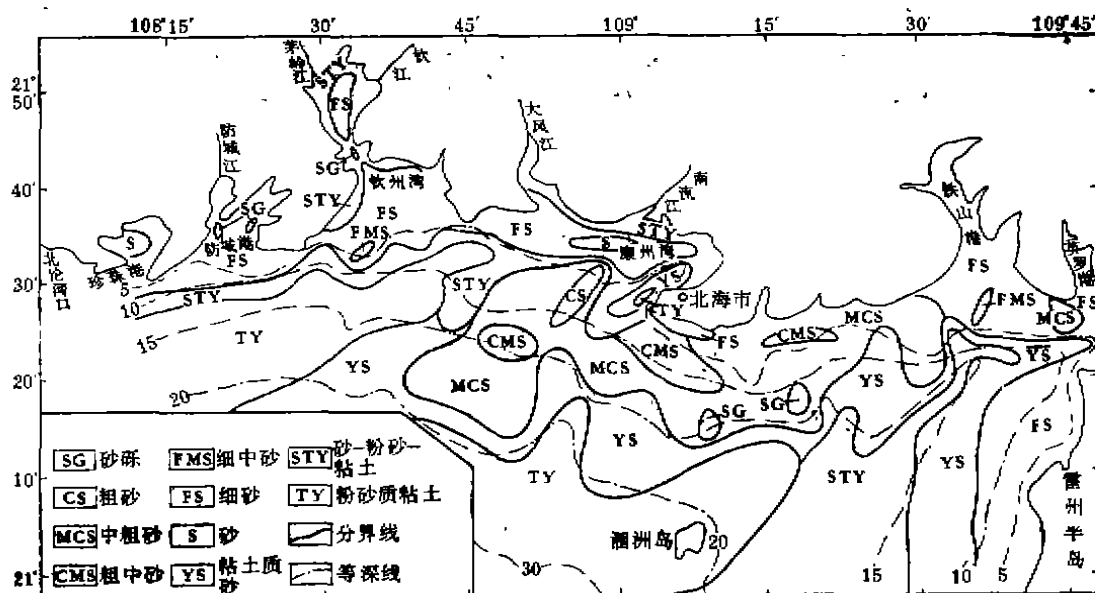 108°15′ 30′ 45′ 109° 15′ 30′ 109°45′
21°
50′
40′
30′
20′
10′
21°
茅岭江
STY
钦江
FS
SG
钦州湾
STY
FS
FMS
防城江
SG
防城港
FS
S
珍珠港
北仑河口
5
10
15
20
STY
TY
YS
大风江
FS
南流江
STY
S
廉州湾
YS
北海市
STY
STY
CS
CMS
MCS
MCS
CMS
FS
CMS
MCS
铁山港
FS
FMS
MCS
FS
YS
YS
SG
SG
YS
TY
STY
YS
FS
雷州半岛
涠洲岛
20
30
15
10
5
SG 砂砾 FMS 细中砂 STY 砂-粉砂-粘土
CS 粗砂 FS 细砂 TY 粉砂质粘土
MCS 中粗砂 S 砂 分界线
CMS 粗中砂 YS 粘土质砂 等深线